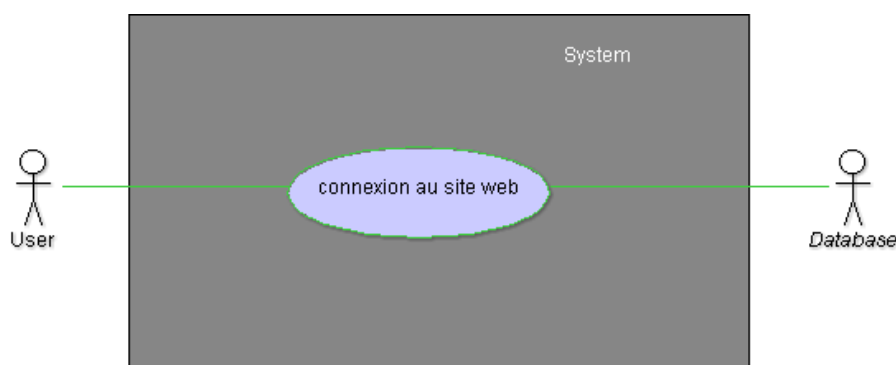 System
connexion au site web
User
Database